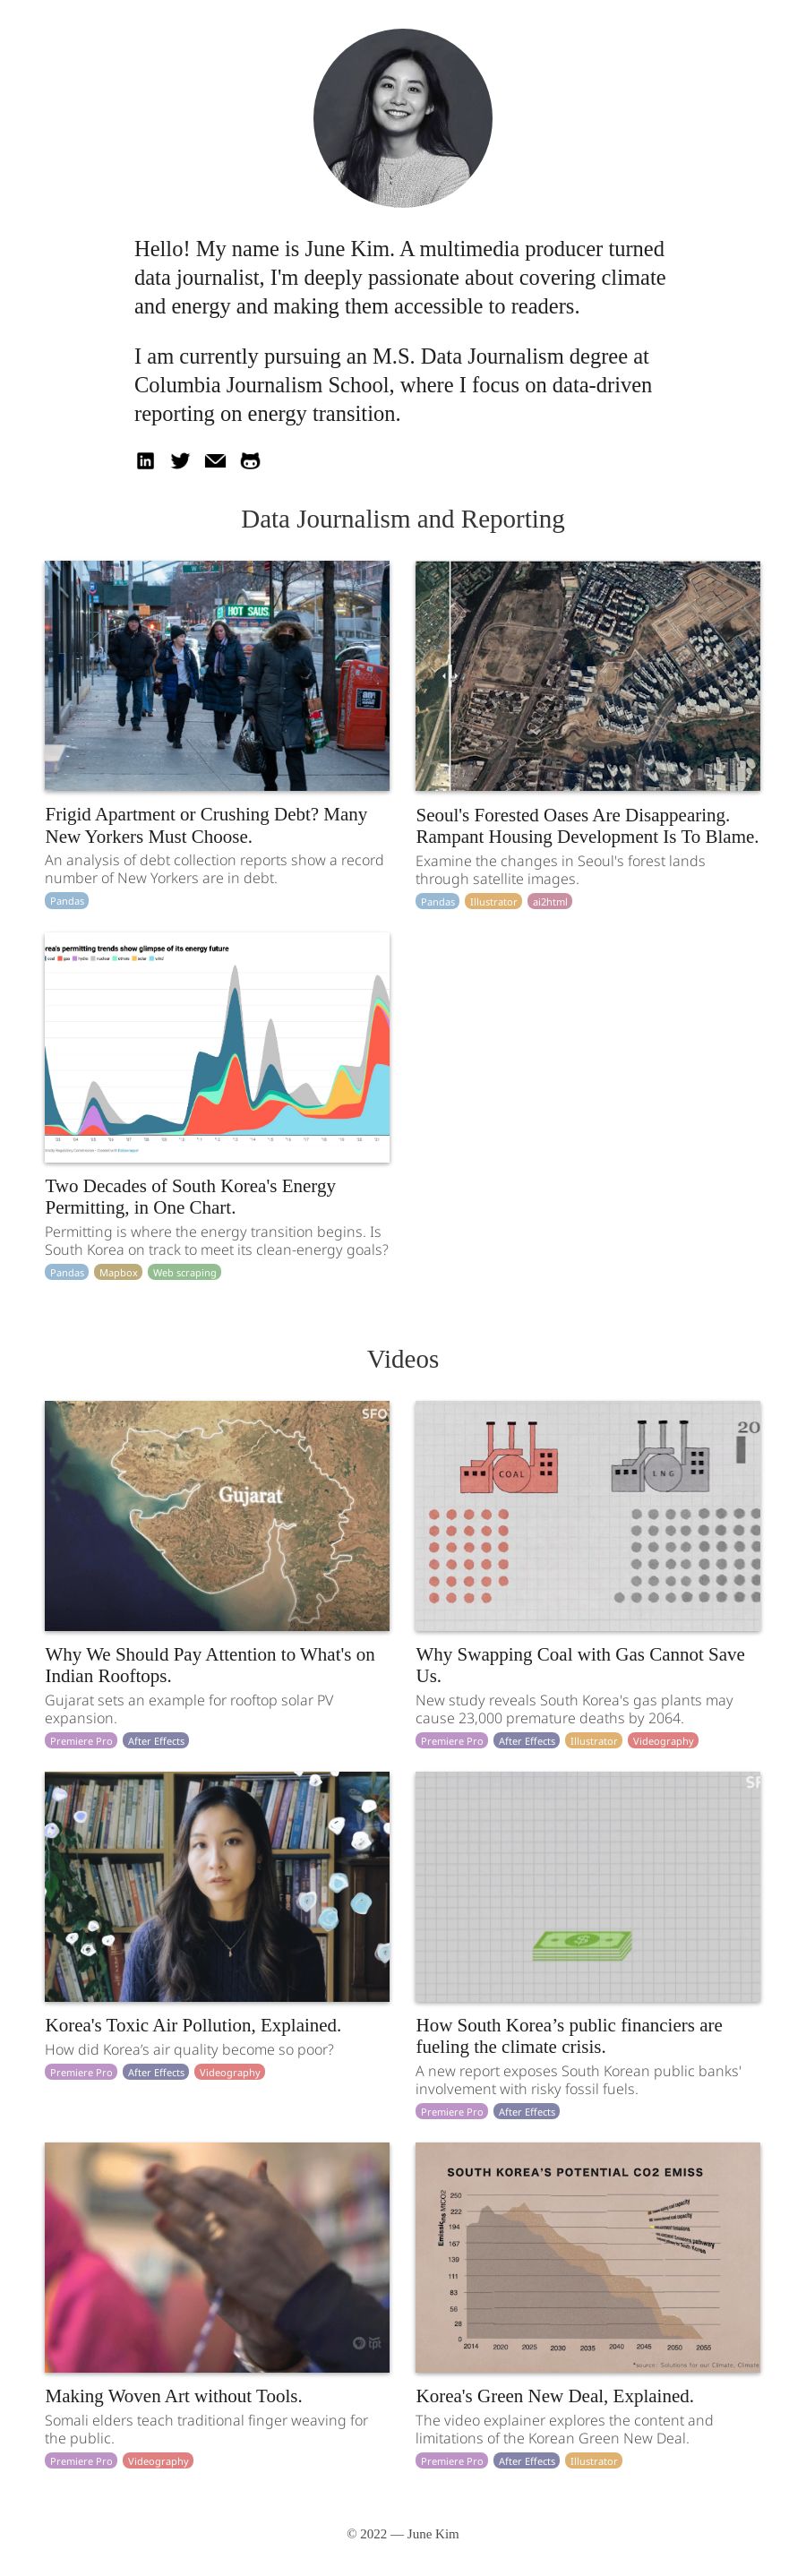 Hello! My name is June Kim. A multimedia producer turned
data journalist, I'm deeply passionate about covering climate
and energy and making them accessible to readers.
I am currently pursuing an M.S. Data Journalism degree at
Columbia Journalism School, where I focus on data-driven
reporting on energy transition.
Data Journalism and Reporting
HOT SAUS
Frigid Apartment or Crushing Debt? Many
New Yorkers Must Choose.
An analysis of debt collection reports show a record
number of New Yorkers are in debt.
Pandas
Seoul's Forested Oases Are Disappearing.
Rampant Housing Development Is To Blame.
Examine the changes in Seoul's forest lands
through satellite images.
Pandas Illustrator ai2html
rea's permitting trends show glimpse of its energy future
Two Decades of South Korea's Energy
Permitting, in One Chart.
Permitting is where the energy transition begins. Is
South Korea on track to meet its clean-energy goals?
Pandas Mapbox Web scraping
Videos
SFO
Gujarat
Why We Should Pay Attention to What's on
Indian Rooftops.
Gujarat sets an example for rooftop solar PV
expansion.
Premiere Pro After Effects
20
COAL LNG
Why Swapping Coal with Gas Cannot Save
Us.
New study reveals South Korea's gas plants may
cause 23,000 premature deaths by 2064.
Premiere Pro After Effects Illustrator Videography
Korea's Toxic Air Pollution, Explained.
How did Korea's air quality become so poor?
Premiere Pro After Effects Videography
How South Korea’s public financiers are
fueling the climate crisis.
A new report exposes South Korean public banks'
involvement with risky fossil fuels.
Premiere Pro After Effects
tpt
Making Woven Art without Tools.
Somali elders teach traditional finger weaving for
the public.
Premiere Pro Videography
SOUTH KOREA'S POTENTIAL CO2 EMISS
250
222
194
167
139
111
83
56
28
0
2014 2020 2025 2030 2035 2040 2045 2050 2055
*source: Solutions for our Climate, Climate
Korea's Green New Deal, Explained.
The video explainer explores the content and
limitations of the Korean Green New Deal.
Premiere Pro After Effects Illustrator
© 2022 — June Kim